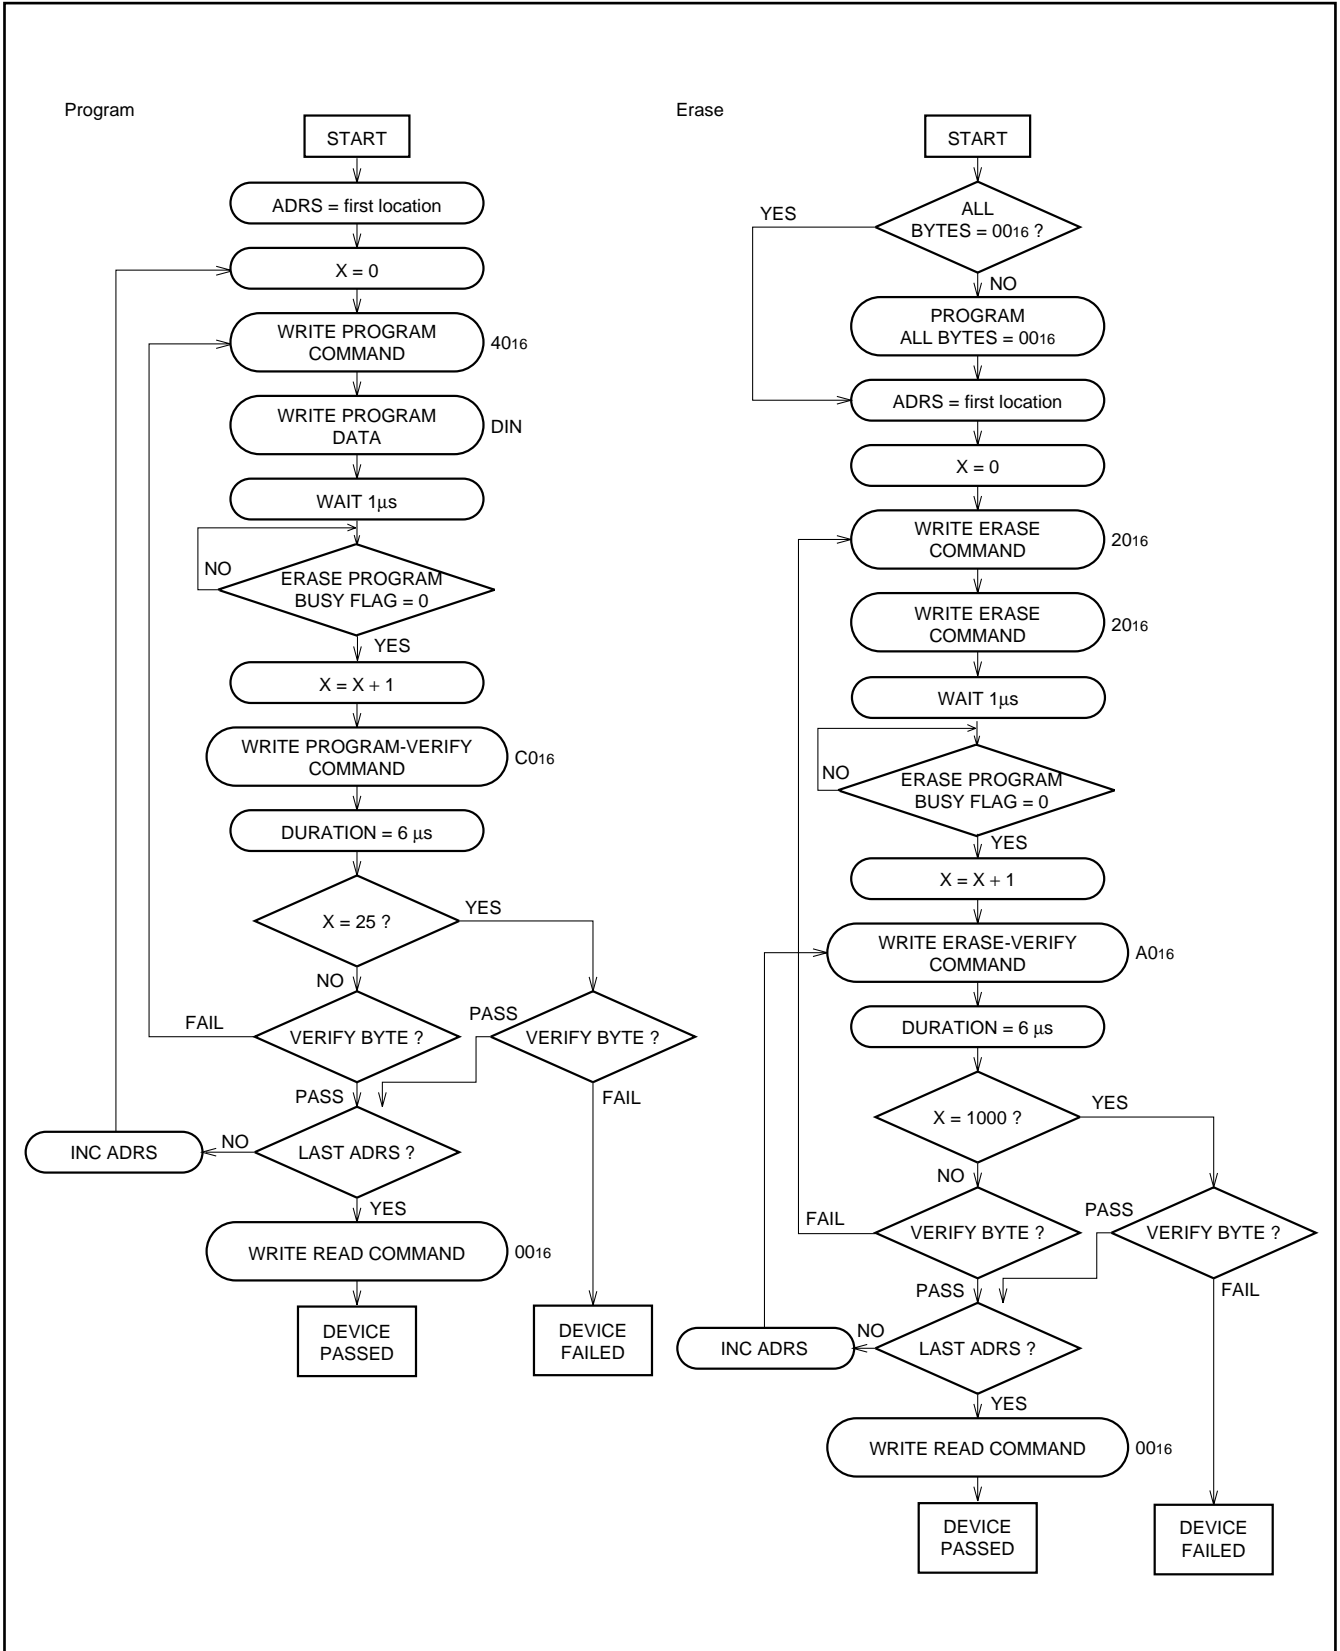 Program
START
ADRS = first location
X = 0
WRITE PROGRAM
COMMAND
4016
WRITE PROGRAM
DATA
DIN
WAIT 1μs
NO
ERASE PROGRAM
BUSY FLAG = 0
YES
X = X + 1
WRITE PROGRAM-VERIFY
COMMAND
C016
DURATION = 6 μs
X = 25 ?
YES
NO
FAIL
VERIFY BYTE ?
PASS
VERIFY BYTE ?
PASS
FAIL
INC ADRS
NO
LAST ADRS ?
YES
WRITE READ COMMAND
0016
DEVICE
PASSED
DEVICE
FAILED
Erase
START
YES
ALL
BYTES = 0016 ?
NO
PROGRAM
ALL BYTES = 0016
ADRS = first location
X = 0
WRITE ERASE
COMMAND
2016
WRITE ERASE
COMMAND
2016
WAIT 1μs
NO
ERASE PROGRAM
BUSY FLAG = 0
YES
X = X + 1
WRITE ERASE-VERIFY
COMMAND
A016
DURATION = 6 μs
X = 1000 ?
YES
NO
FAIL
VERIFY BYTE ?
PASS
VERIFY BYTE ?
PASS
FAIL
INC ADRS
NO
LAST ADRS ?
YES
WRITE READ COMMAND
0016
DEVICE
PASSED
DEVICE
FAILED